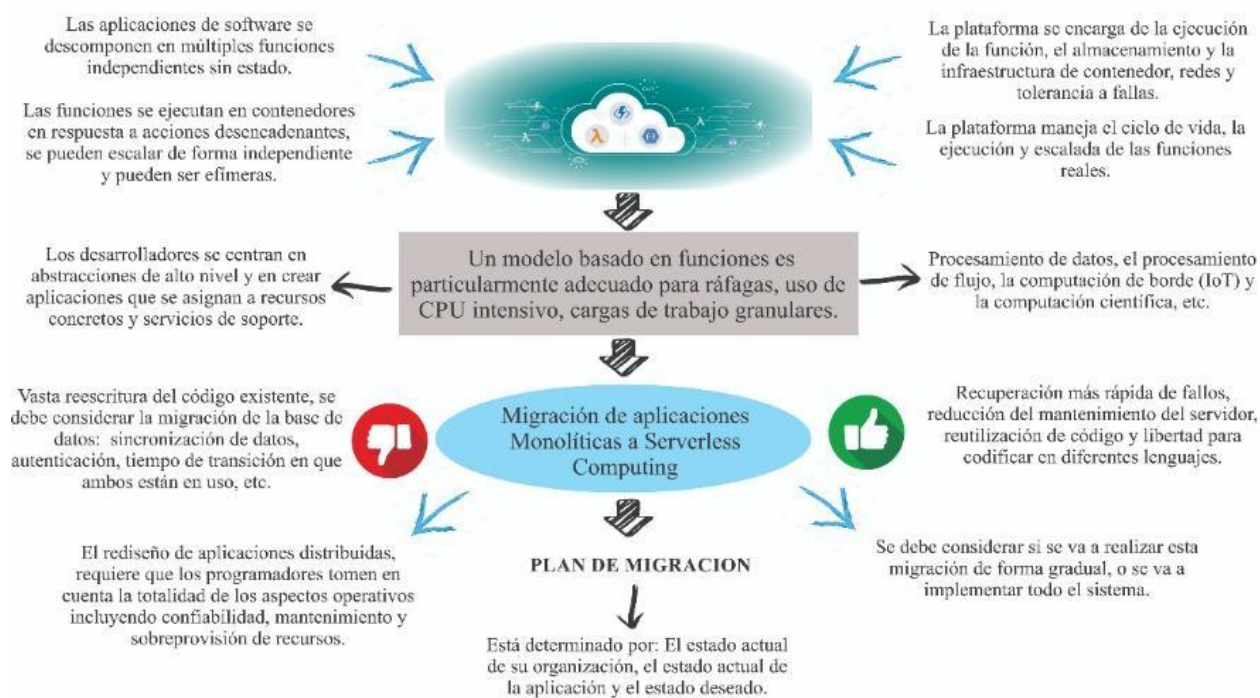 Las aplicaciones de software se
descomponen en múltiples funciones
independientes sin estado.
Las funciones se ejecutan en contenedores
en respuesta a acciones desencadenantes,
se pueden escalar de forma independiente
y pueden ser efímeras.
La plataforma se encarga de la ejecución
de la función, el almacenamiento y la
infraestructura de contenedor, redes y
tolerancia a fallas.
La plataforma maneja el ciclo de vida, la
ejecución y escalada de las funciones
reales.
Los desarrolladores se centran en
abstracciones de alto nivel y en crear
aplicaciones que se asignan a recursos
concretos y servicios de soporte.
Un modelo basado en funciones es
particularmente adecuado para ráfagas, uso de
CPU intensivo, cargas de trabajo granulares.
Procesamiento de datos, el procesamiento
de flujo, la computación de borde (IoT) y
la computación científica, etc.
Vasta reescritura del código existente, se
debe considerar la migración de la base de
datos: sincronización de datos,
autenticación, tiempo de transición en que
ambos están en uso, etc.
Migración de aplicaciones
Monolíticas a Serverless
Computing
Recuperación más rápida de fallos,
reducción del mantenimiento del servidor,
reutilización de código y libertad para
codificar en diferentes lenguajes.
El rediseño de aplicaciones distribuidas,
requiere que los programadores tomen en
cuenta la totalidad de los aspectos operativos
incluyendo confiabilidad, mantenimiento y
sobreprovisión de recursos.
PLAN DE MIGRACION
Se debe considerar si se va a realizar esta
migración de forma gradual, o se va a
implementar todo el sistema.
Está determinado por: El estado actual
de su organización, el estado actual de
la aplicación y el estado deseado.